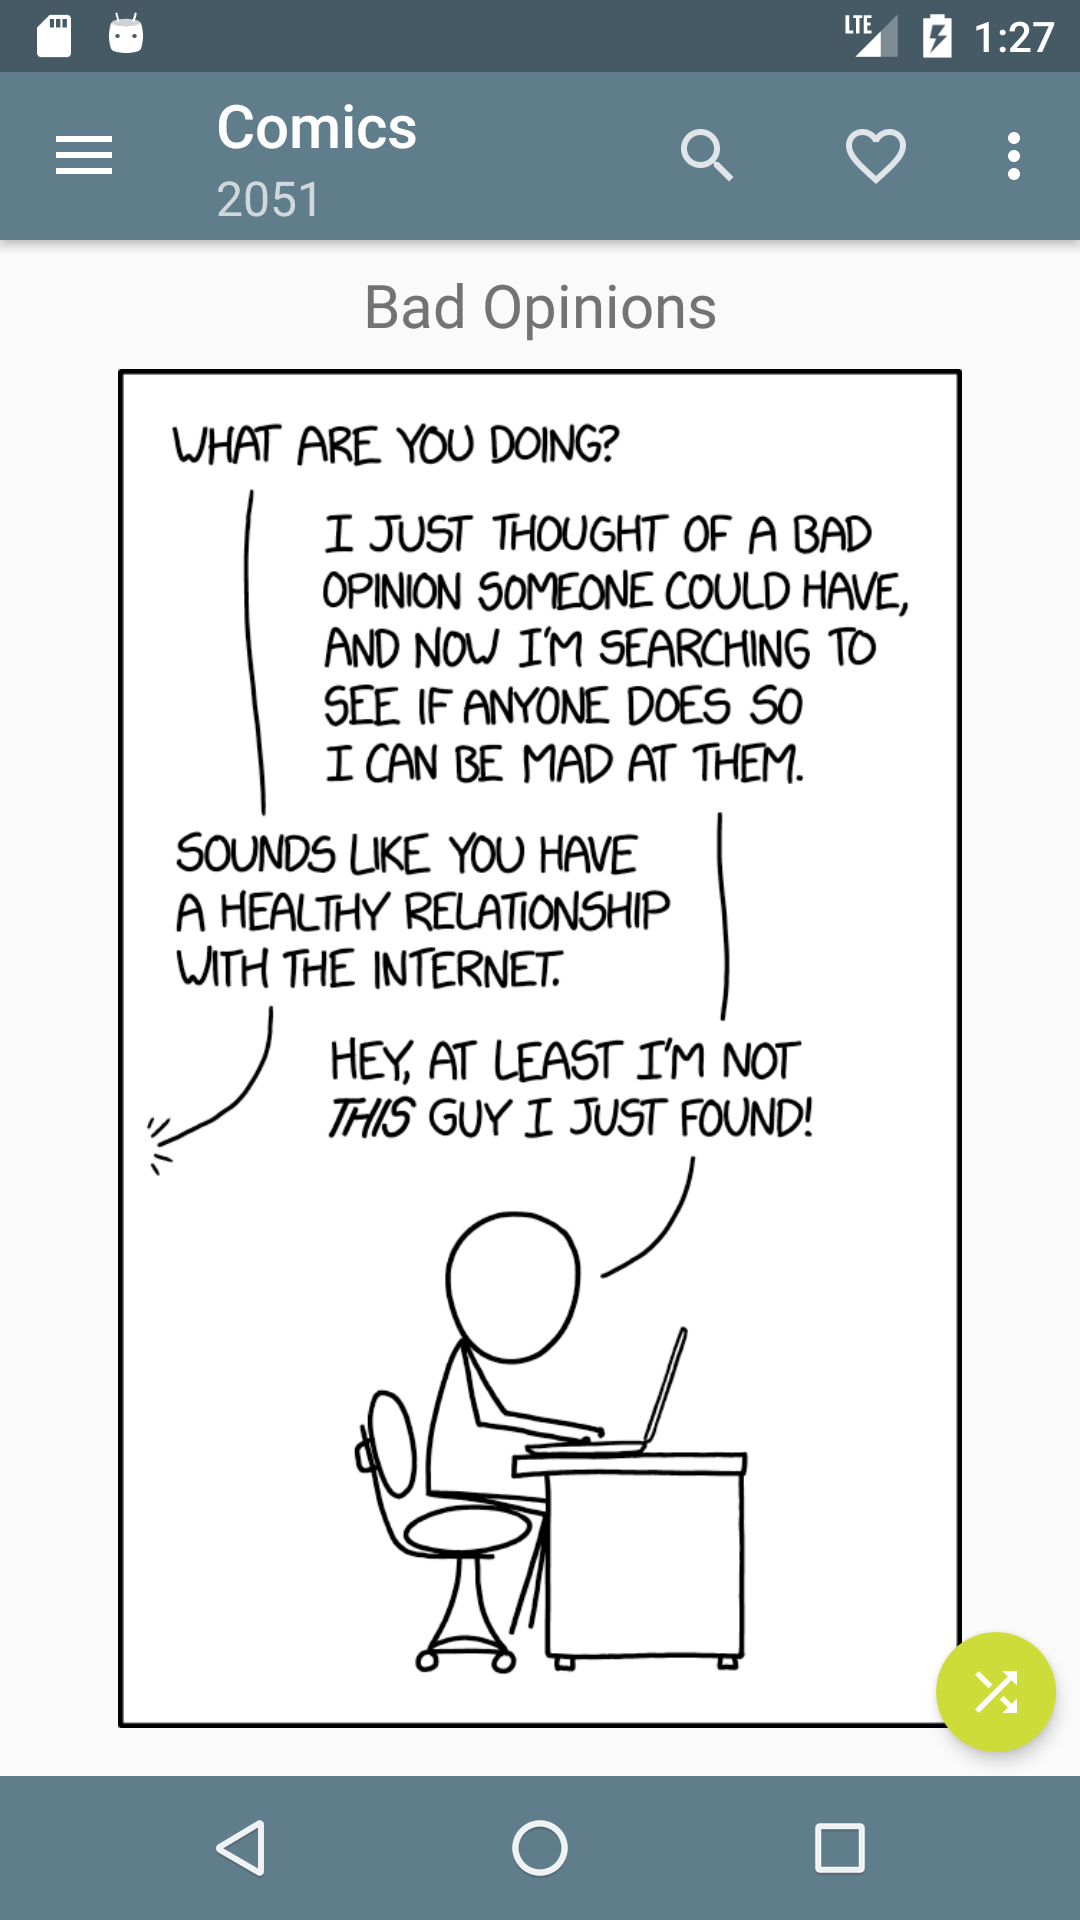 LTE
1:27
Comics
2051
Bad Opinions
WHAT ARE YOU DOING?
I JUST THOUGHT OF A BAD
OPINION SOMEONE COULD HAVE,
AND NOW I'M SEARCHING TO
SEE IF ANYONE DOES SO
I CAN BE MAD AT THEM.
SOUNDS LIKE YOU HAVE
A HEALTHY RELATIONSHIP
WITH THE INTERNET.
HEY, AT LEAST I'M NOT
THIS GUY I JUST FOUND!